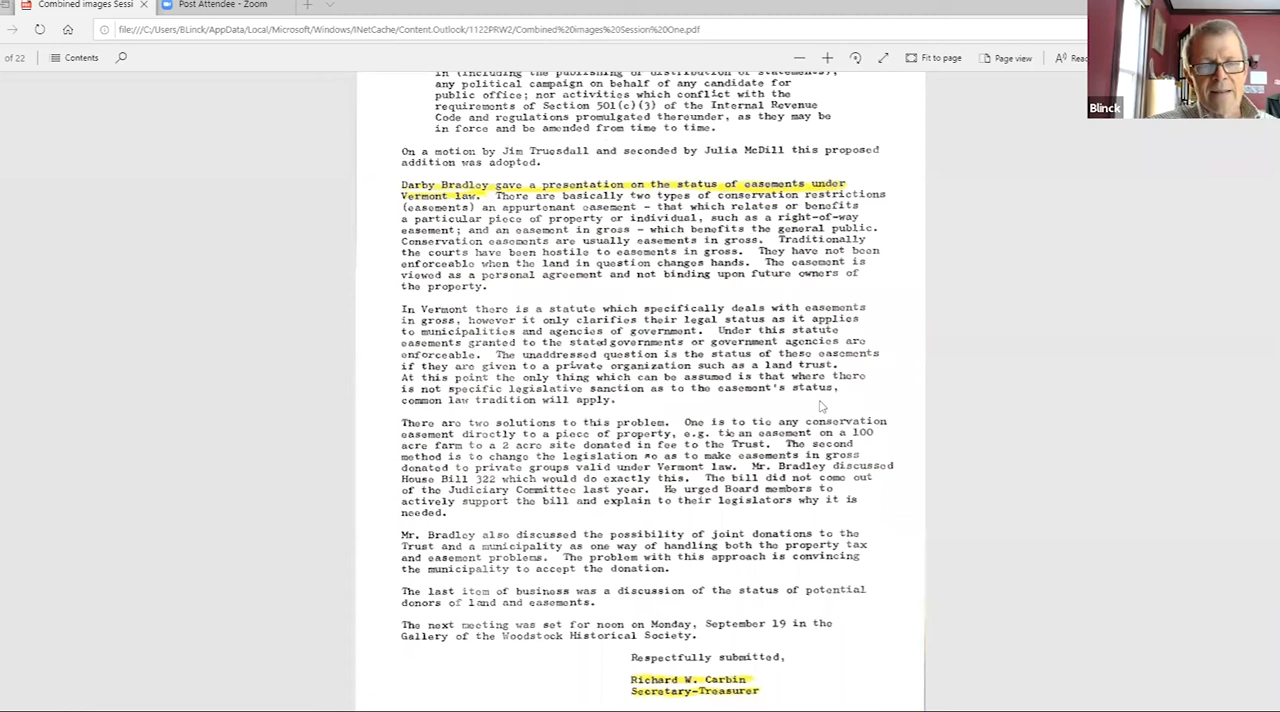 Combined images Sessi
Post Attendee - Zoom
file:///C:/Users/BLinck/AppData/Local/Microsoft/Windows/INetCache/Content.Outlook/1122PRW2/Combined%20images%20Session%20One.pdf
of 22
Contents
Fit to page
Page view
Read
Blinck
in (including the publishing or distribution of statements),
any political campaign on behalf of any candidate for
public office; nor activities which conflict with the
requirements of Section 501(c)(3) of the Internal Revenue
Code and regulations promulgated thereunder, as they may be
in force and be amended from time to time.
On a motion by Jim Truesdall and seconded by Julia McDill this proposed
addition was adopted.
Darby Bradley gave a presentation on the status of easements under
Vermont law. There are basically two types of conservation restrictions
(easements) an appurtenant easement - that which relates or benefits
a particular piece of property or individual, such as a right-of-way
easement; and an easement in gross - which benefits the general public.
Conservation easements are usually easements in gross. Traditionally
the courts have been hostile to easements in gross. They have not been
enforceable when the land in question changes hands. The easement is
viewed as a personal agreement and not binding upon future owners of
the property.
In Vermont there is a statute which specifically deals with easements
in gross, however it only clarifies their legal status as it applies
to municipalities and agencies of government. Under this statute
easements granted to the stated governments or government agencies are
enforceable. The unaddressed question is the status of these easements
if they are given to a private organization such as a land trust.
At this point the only thing which can be assumed is that where there
is not specific legislative sanction as to the easement's status,
common law tradition will apply.
There are two solutions to this problem. One is to tie any conservation
easement directly to a piece of property, e.g. tie an easement on a 100
acre farm to a 2 acre site donated in fee to the Trust. The second
method is to change the legislation so as to make easements in gross
donated to private groups valid under Vermont law. Mr. Bradley discussed
House Bill 322 which would do exactly this. The bill did not come out
of the Judiciary Committee last year. He urged Board members to
actively support the bill and explain to their legislators why it is
needed.
Mr. Bradley also discussed the possibility of joint donations to the
Trust and a municipality as one way of handling both the property tax
and easement problems. The problem with this approach is convincing
the municipality to accept the donation.
The last item of business was a discussion of the status of potential
donors of land and easements.
The next meeting was set for noon on Monday, September 19 in the
Gallery of the Woodstock Historical Society.
Respectfully submitted,
Richard W. Carbin
Secretary-Treasurer